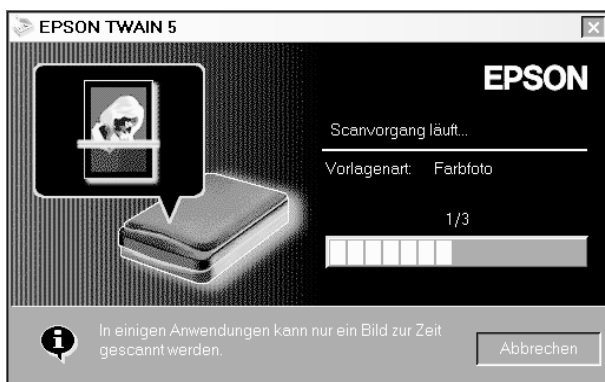 EPSON TWAIN 5
EPSON
Scanvorgang läuft...
Vorlagenart: Farbfoto
1/3
In einigen Anwendungen kann nur ein Bild zur Zeit
gescannt werden.
Abbrechen